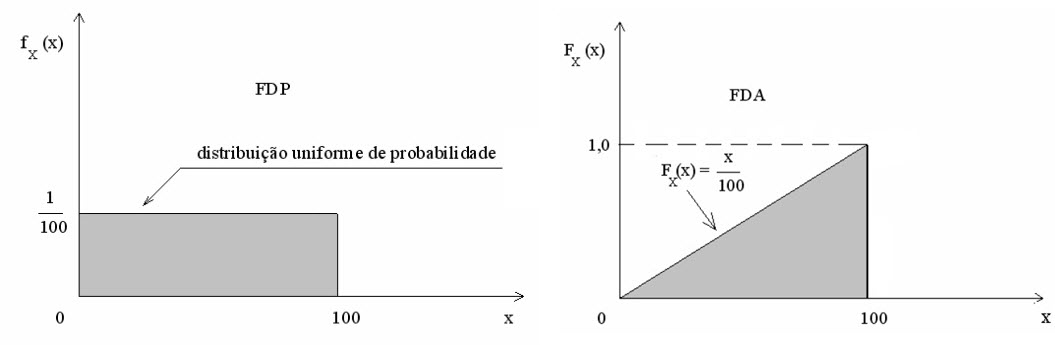 f_X (x)
FDP
distribuição uniforme de probabilidade
1
100
0
100
x
F_X (x)
FDA
1,0
F_X(x) = x
100
0
100
x